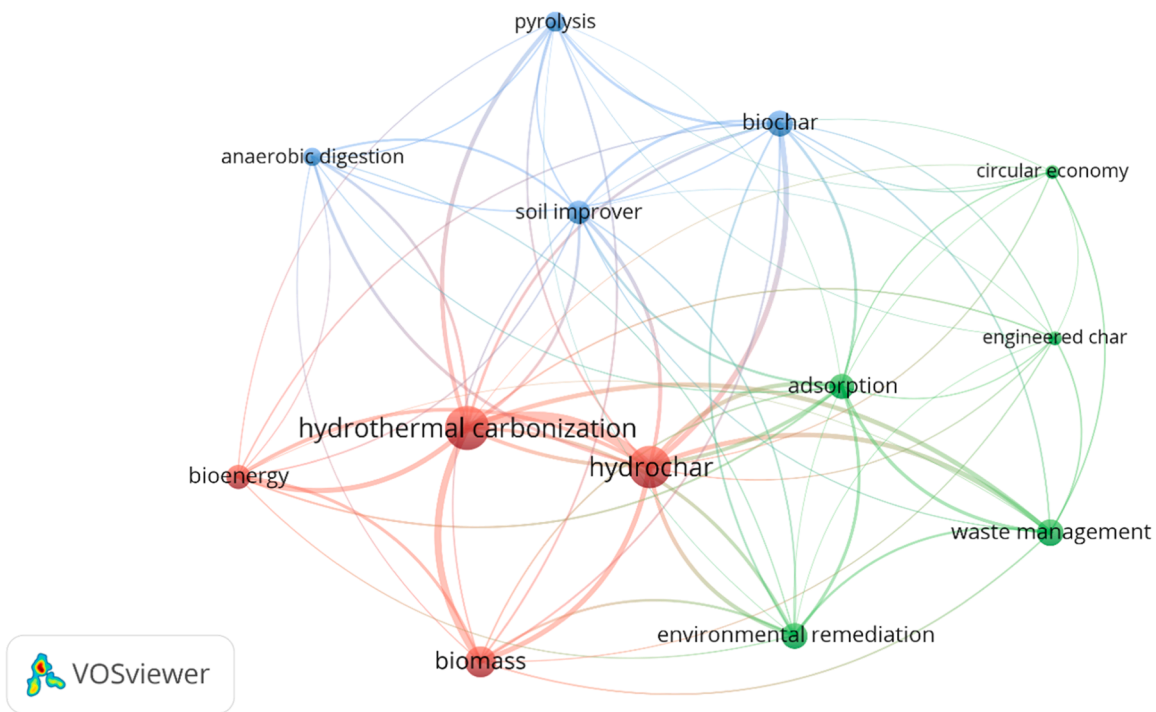 pyrolysis
biochar
anaerobic digestion
circular economy
soil improver
engineered char
adsorption
hydrothermal carbonization
hydrochar
bioenergy
waste management
environmental remediation
biomass
VOSviewer